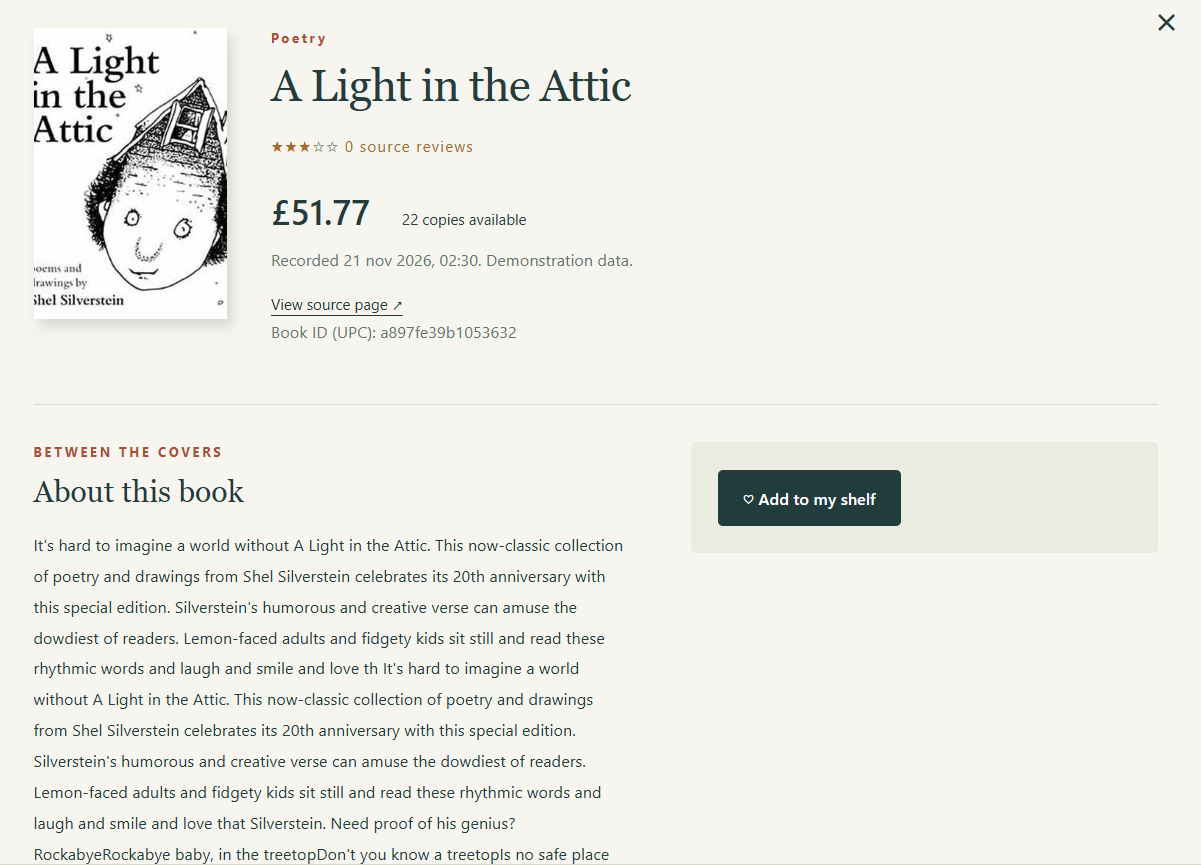 A Light
in the
Attic
poems and
drawings by
Shel Silverstein
Poetry
A Light in the Attic
★★★☆☆ 0 source reviews
£51.77 22 copies available
Recorded 21 nov 2026, 02:30. Demonstration data.
View source page ↗
Book ID (UPC): a897fe39b1053632
BETWEEN THE COVERS
About this book
It's hard to imagine a world without A Light in the Attic. This now-classic collection
of poetry and drawings from Shel Silverstein celebrates its 20th anniversary with
this special edition. Silverstein's humorous and creative verse can amuse the
dowdiest of readers. Lemon-faced adults and fidgety kids sit still and read these
rhythmic words and laugh and smile and love th It's hard to imagine a world
without A Light in the Attic. This now-classic collection of poetry and drawings
from Shel Silverstein celebrates its 20th anniversary with this special edition.
Silverstein's humorous and creative verse can amuse the dowdiest of readers.
Lemon-faced adults and fidgety kids sit still and read these rhythmic words and
laugh and smile and love that Silverstein. Need proof of his genius?
RockabyeRockabye baby, in the treetopDon't you know a treetopIs no safe place
♡ Add to my shelf